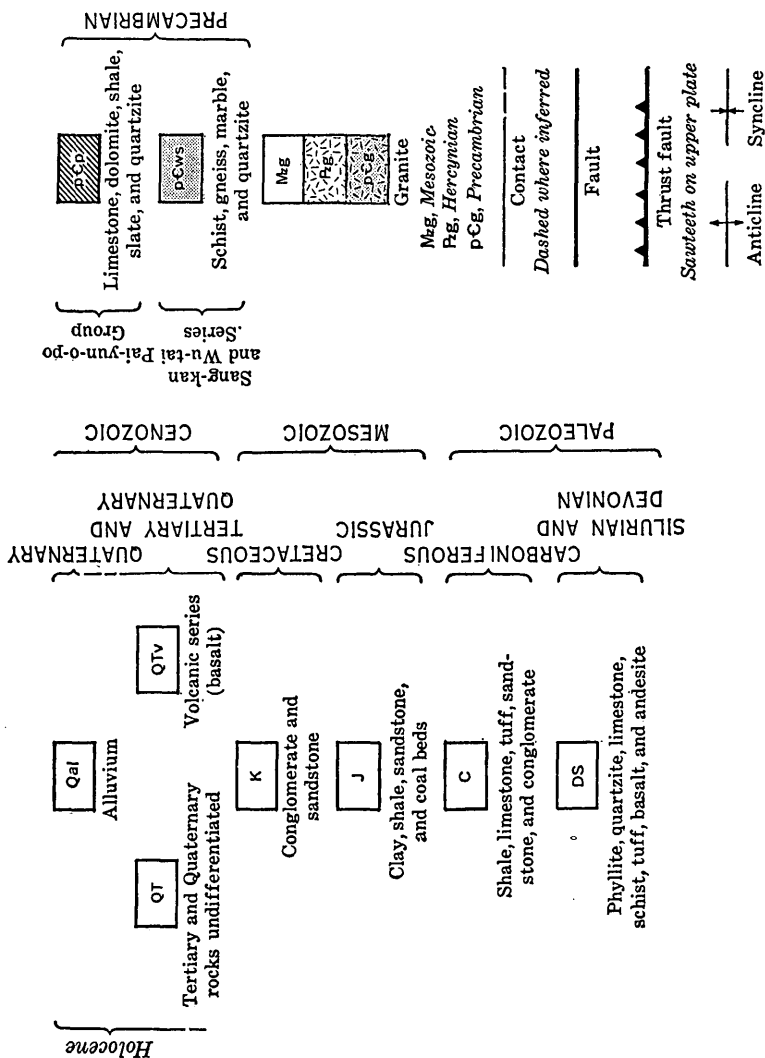 Holocene
Qal
Alluvium
QUATERNARY
QT
Tertiary and Quaternary
rocks undifferentiated
QTv
Volcanic series
(basalt)
TERTIARY AND
QUATERNARY
CENOZOIC
K
Conglomerate and
sandstone
CRETACEOUS
J
Clay, shale, sandstone,
and coal beds
JURASSIC
MESOZOIC
C
Shale, limestone, tuff, sand-
stone, and conglomerate
CARBONIFEROUS
DS
Phyllite, quartzite, limestone,
schist, tuff, basalt, and andesite
SILURIAN AND
DEVONIAN
PALEOZOIC
Pai-yun-o-po
Group
p€p
Limestone, dolomite, shale,
slate, and quartzite
Sang-kan
and Wu-tai
Series
p€ws
Schist, gneiss, marble,
and quartzite
PRECAMBRIAN
Mzg
Pzg
p€g
Granite
Mzg, Mesozoic
Pzg, Hercynian
p€g, Precambrian
Contact
Dashed where inferred
Fault
Thrust fault
Sawteeth on upper plate
Anticline
Syncline